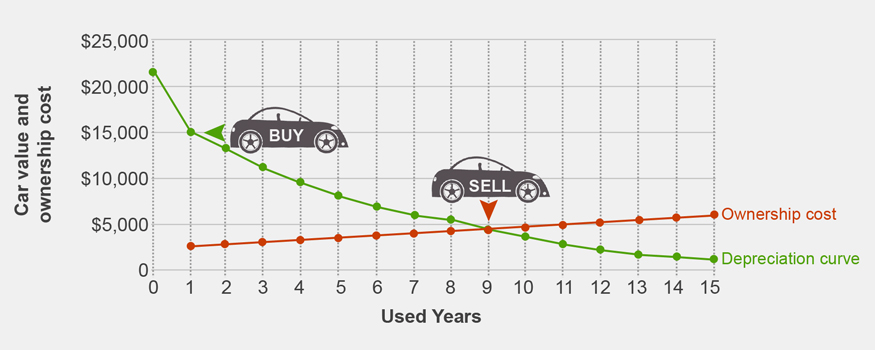 $25,000
$20,000
$15,000
$10,000
$5,000
0
Car value and
ownership cost
BUY
SELL
Ownership cost
Depreciation curve
0 1 2 3 4 5 6 7 8 9 10 11 12 13 14 15
Used Years